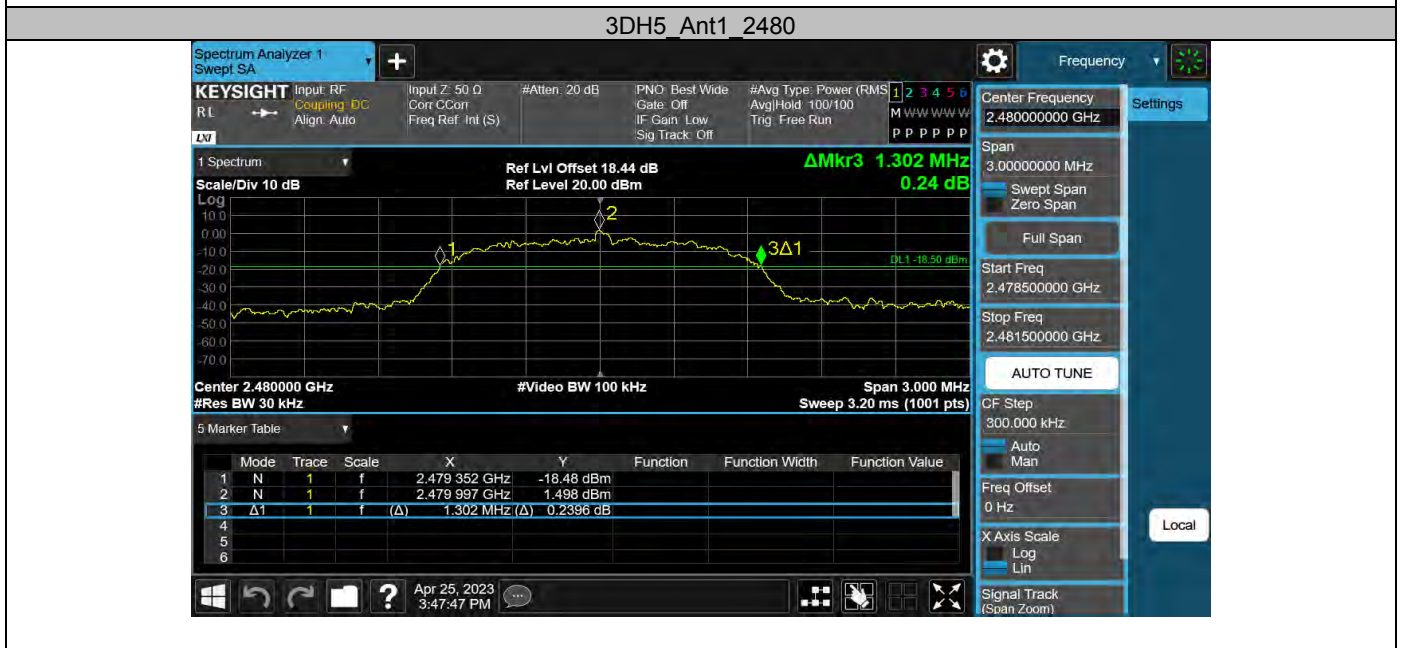 3DH5_Ant1_2480
Spectrum Analyzer 1
Swept SA
Frequency
KEYSIGHT
RL
LXI
Input: RF
Coupling: DC
Align: Auto
Input Z: 50 Ω
Corr CCorr
Freq Ref: Int (S)
#Atten: 20 dB
PNO: Best Wide
Gate: Off
IF Gain: Low
Sig Track: Off
#Avg Type: Power (RMS
Avg|Hold: 100/100
Trig: Free Run
1 2 3 4 5 6
M W W W W W
P P P P P P
1 Spectrum
Scale/Div 10 dB
Log
Ref Lvl Offset 18.44 dB
Ref Level 20.00 dBm
ΔMkr3 1.302 MHz
0.24 dB
10.0
0.00
-10.0
-20.0
-30.0
-40.0
-50.0
-60.0
-70.0
1
2
3Δ1
DL1 -18.50 dBm
Center 2.480000 GHz
#Res BW 30 kHz
#Video BW 100 kHz
Span 3.000 MHz
Sweep 3.20 ms (1001 pts)
5 Marker Table
Mode Trace Scale X Y Function Function Width Function Value
1 N 1 f 2.479 352 GHz -18.48 dBm
2 N 1 f 2.479 997 GHz 1.498 dBm
3 Δ1 1 f (Δ) 1.302 MHz (Δ) 0.2396 dB
4
5
6
Apr 25, 2023
3:47:47 PM
Center Frequency
2.480000000 GHz
Span
3.00000000 MHz
Swept Span
Zero Span
Full Span
Start Freq
2.478500000 GHz
Stop Freq
2.481500000 GHz
AUTO TUNE
CF Step
300.000 kHz
Auto
Man
Freq Offset
0 Hz
X Axis Scale
Log
Lin
Signal Track
(Span Zoom)
Settings
Local